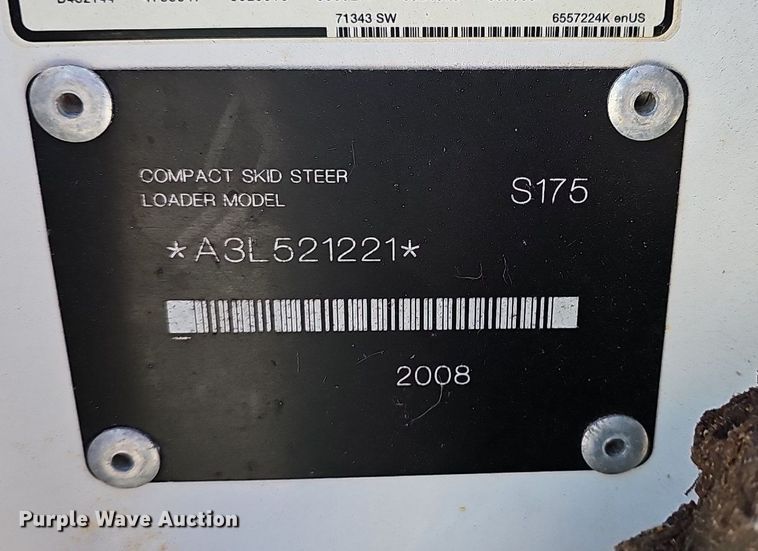 71343 SW 6557224K enUS
COMPACT SKID STEER
LOADER MODEL S175
*A3L521221*
2008
Purple Wave Auction